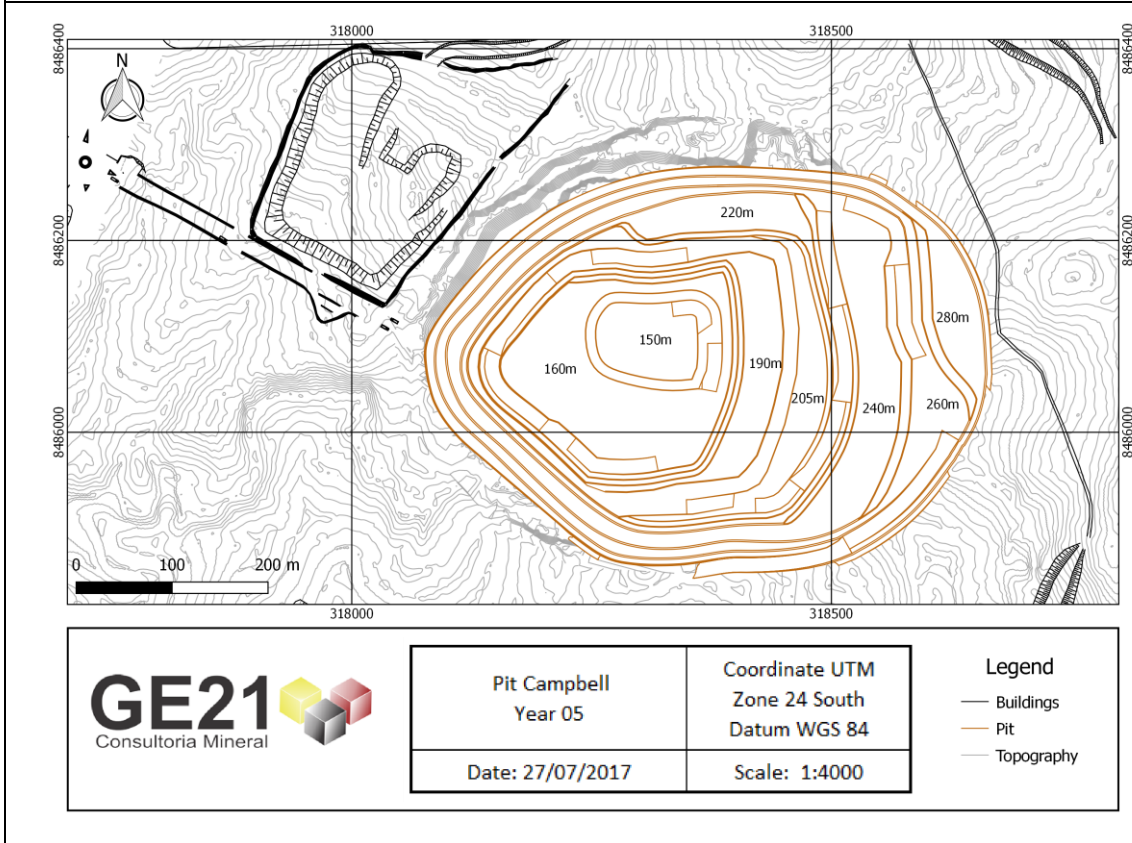 318000
318500
8486400
8486400
N
220m
8486200
8486200
280m
150m
160m
190m
205m
240m
260m
8486000
8486000
0 100 200 m
318000
318500
GE21
Consultoria Mineral
Pit Campbell
Year 05
Coordinate UTM
Zone 24 South
Datum WGS 84
Date: 27/07/2017
Scale: 1:4000
Legend
Buildings
Pit
Topography